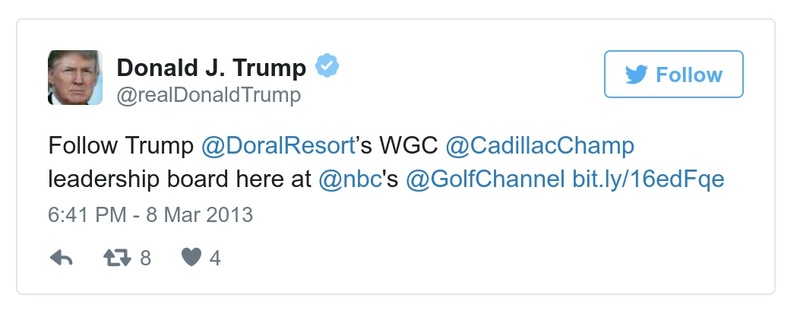 Donald J. Trump
@realDonaldTrump
Follow
Follow Trump @DoralResort’s WGC @CadillacChamp
leadership board here at @nbc's @GolfChannel bit.ly/16edFqe
6:41 PM - 8 Mar 2013
8 4